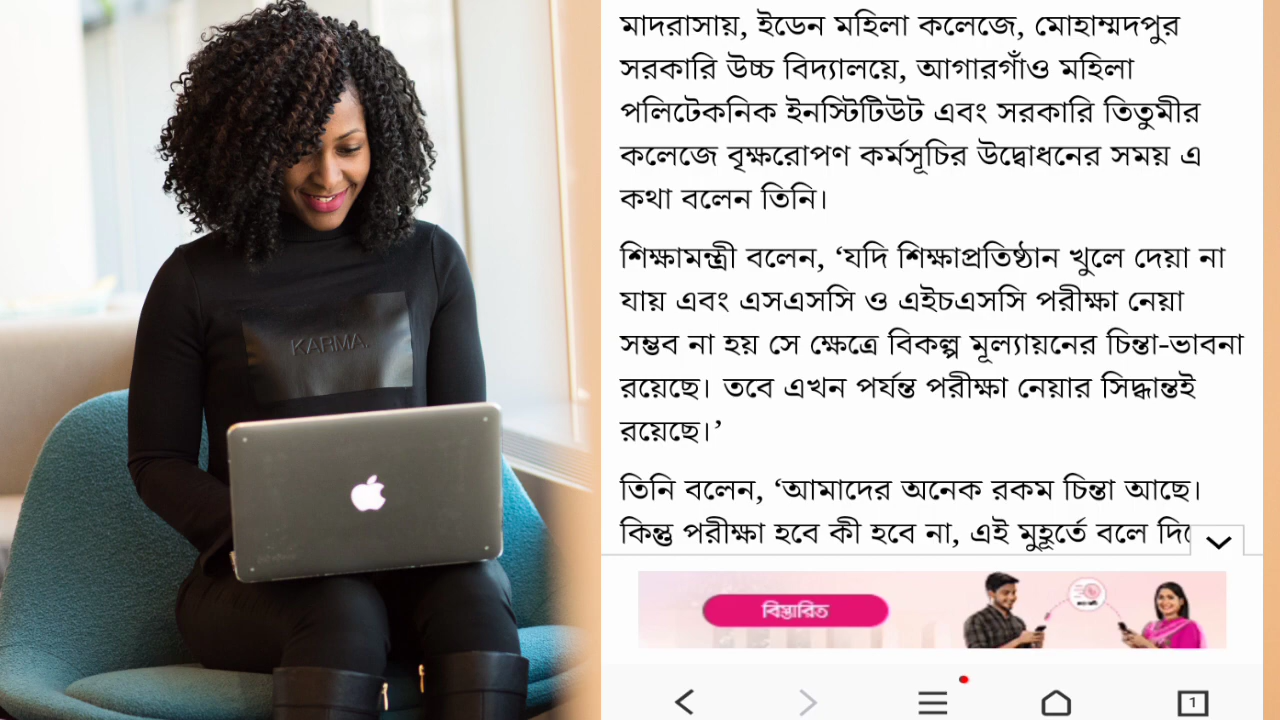 KARMA.
মাদরাসায়, ইডেন মহিলা কলেজে, মোহাম্মদপুর
সরকারি উচ্চ বিদ্যালয়ে, আগারগাঁও মহিলা
পলিটেকনিক ইনস্টিটিউট এবং সরকারি তিতুমীর
কলেজে বৃক্ষরোপণ কর্মসূচির উদ্বোধনের সময় এ
কথা বলেন তিনি।
শিক্ষামন্ত্রী বলেন, ‘যদি শিক্ষাপ্রতিষ্ঠান খুলে দেয়া না
যায় এবং এসএসসি ও এইচএসসি পরীক্ষা নেয়া
সম্ভব না হয় সে ক্ষেত্রে বিকল্প মূল্যায়নের চিন্তা-ভাবনা
রয়েছে। তবে এখন পর্যন্ত পরীক্ষা নেয়ার সিদ্ধান্তই
রয়েছে।’
তিনি বলেন, ‘আমাদের অনেক রকম চিন্তা আছে।
কিন্তু পরীক্ষা হবে কী হবে না, এই মুহূর্তে বলে
বিস্তারিত
1